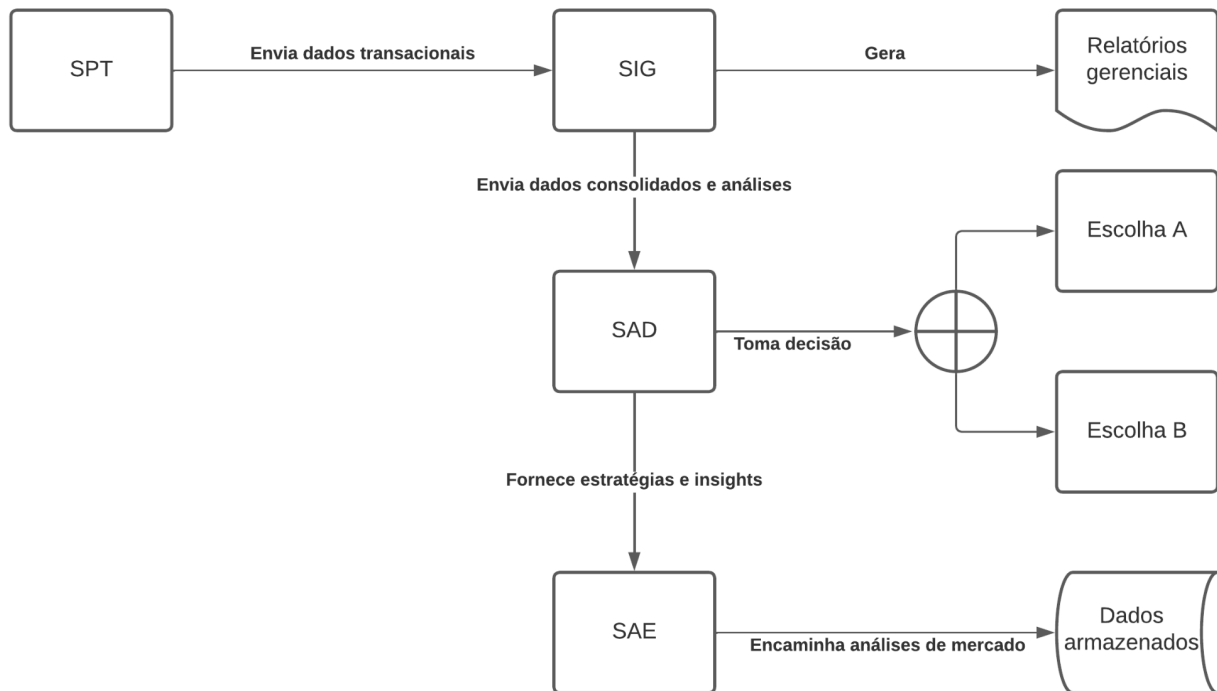 SPT
Envia dados transacionais
SIG
Gera
Relatórios
gerenciais
Envia dados consolidados e análises
Escolha A
SAD
Toma decisão
Escolha B
Fornece estratégias e insights
SAE
Encaminha análises de mercado
Dados
armazenados